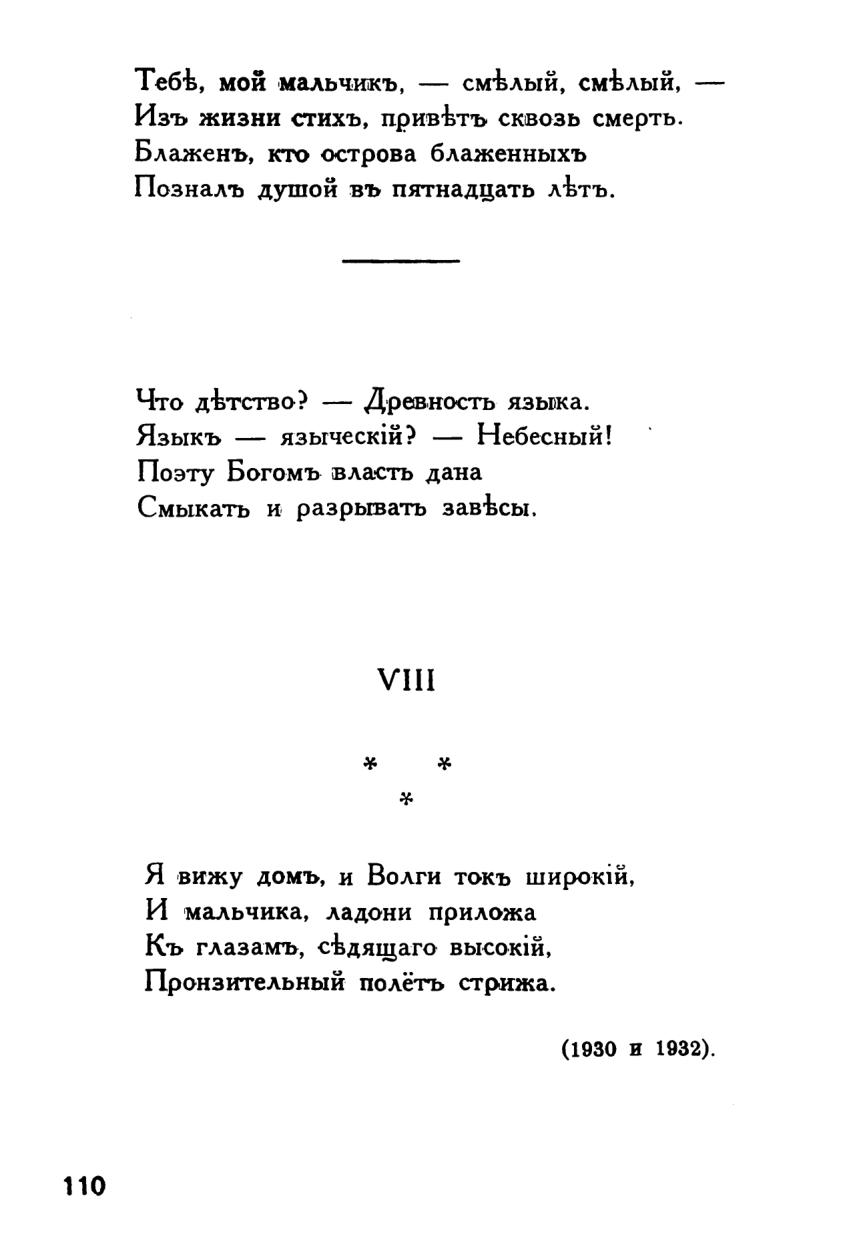 Тебѣ, мой мальчикъ, — смѣлый, смѣлый, —
Изъ жизни стихъ, привѣтъ сквозь смерть.
Блаженъ, кто острова блаженныхъ
Позналъ душой въ пятнадцать лѣтъ.
Что дѣтство? — Древность языка.
Языкъ — языческій? — Небесный!
Поэту Богомъ власть дана
Смыкать и разрывать завѣсы.
VIII
* *
*
Я вижу домъ, и Волги токъ широкій,
И мальчика, ладони приложа
Къ глазамъ, сѣдящаго высокій,
Пронзительный полётъ стрижа.
(1930 и 1932).
110